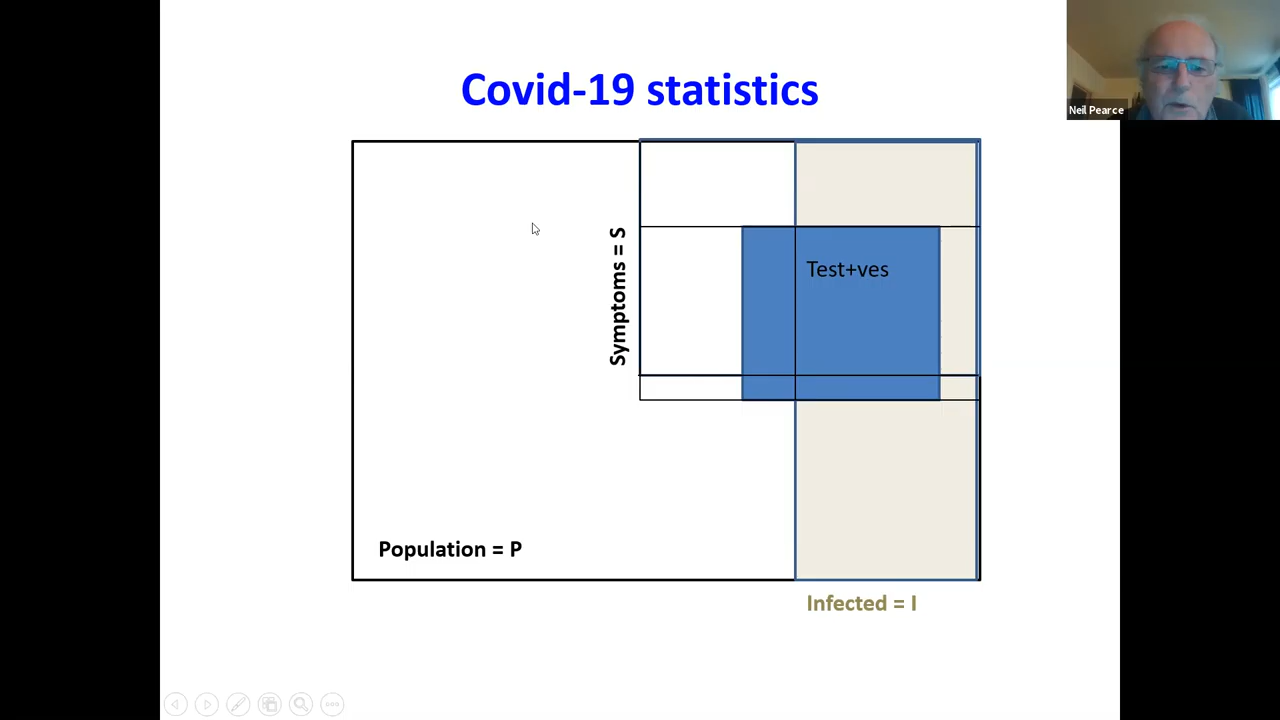 Covid-19 statistics
Neil Pearce
Symptoms = S
Test+ves
Population = P
Infected = I